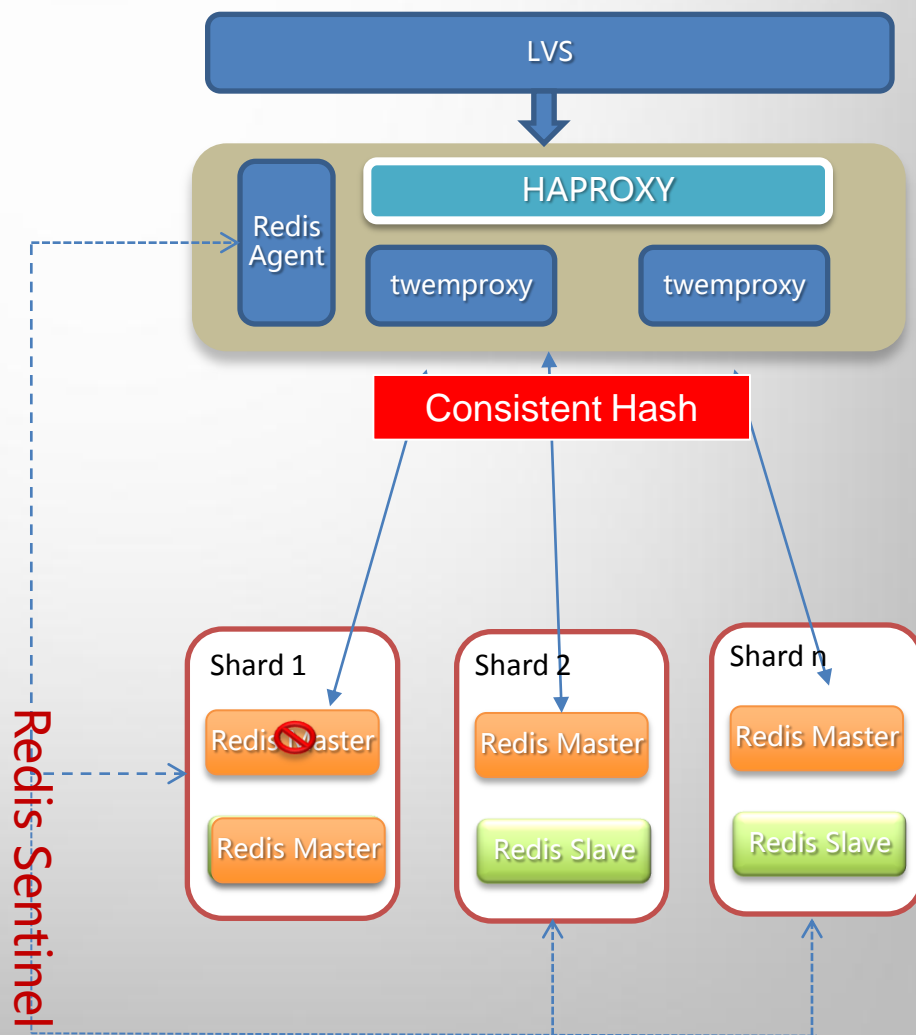 LVS
HAPROXY
Redis
Agent
twemproxy
twemproxy
Consistent Hash
Shard 1
Shard 2
Shard n
Redis Master
Redis Master
Redis Master
Redis Master
Redis Slave
Redis Slave
Redis Sentinel